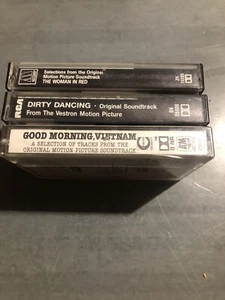 Selections from the Original
Motion Picture Soundtrack
THE WOMAN IN RED
RCA
DIRTY DANCING • Original Soundtrack
From The Vestron Motion Picture
GOOD MORNING, VIETNAM
A SELECTION OF TRACKS FROM THE
ORIGINAL MOTION PICTURE SOUNDTRACK